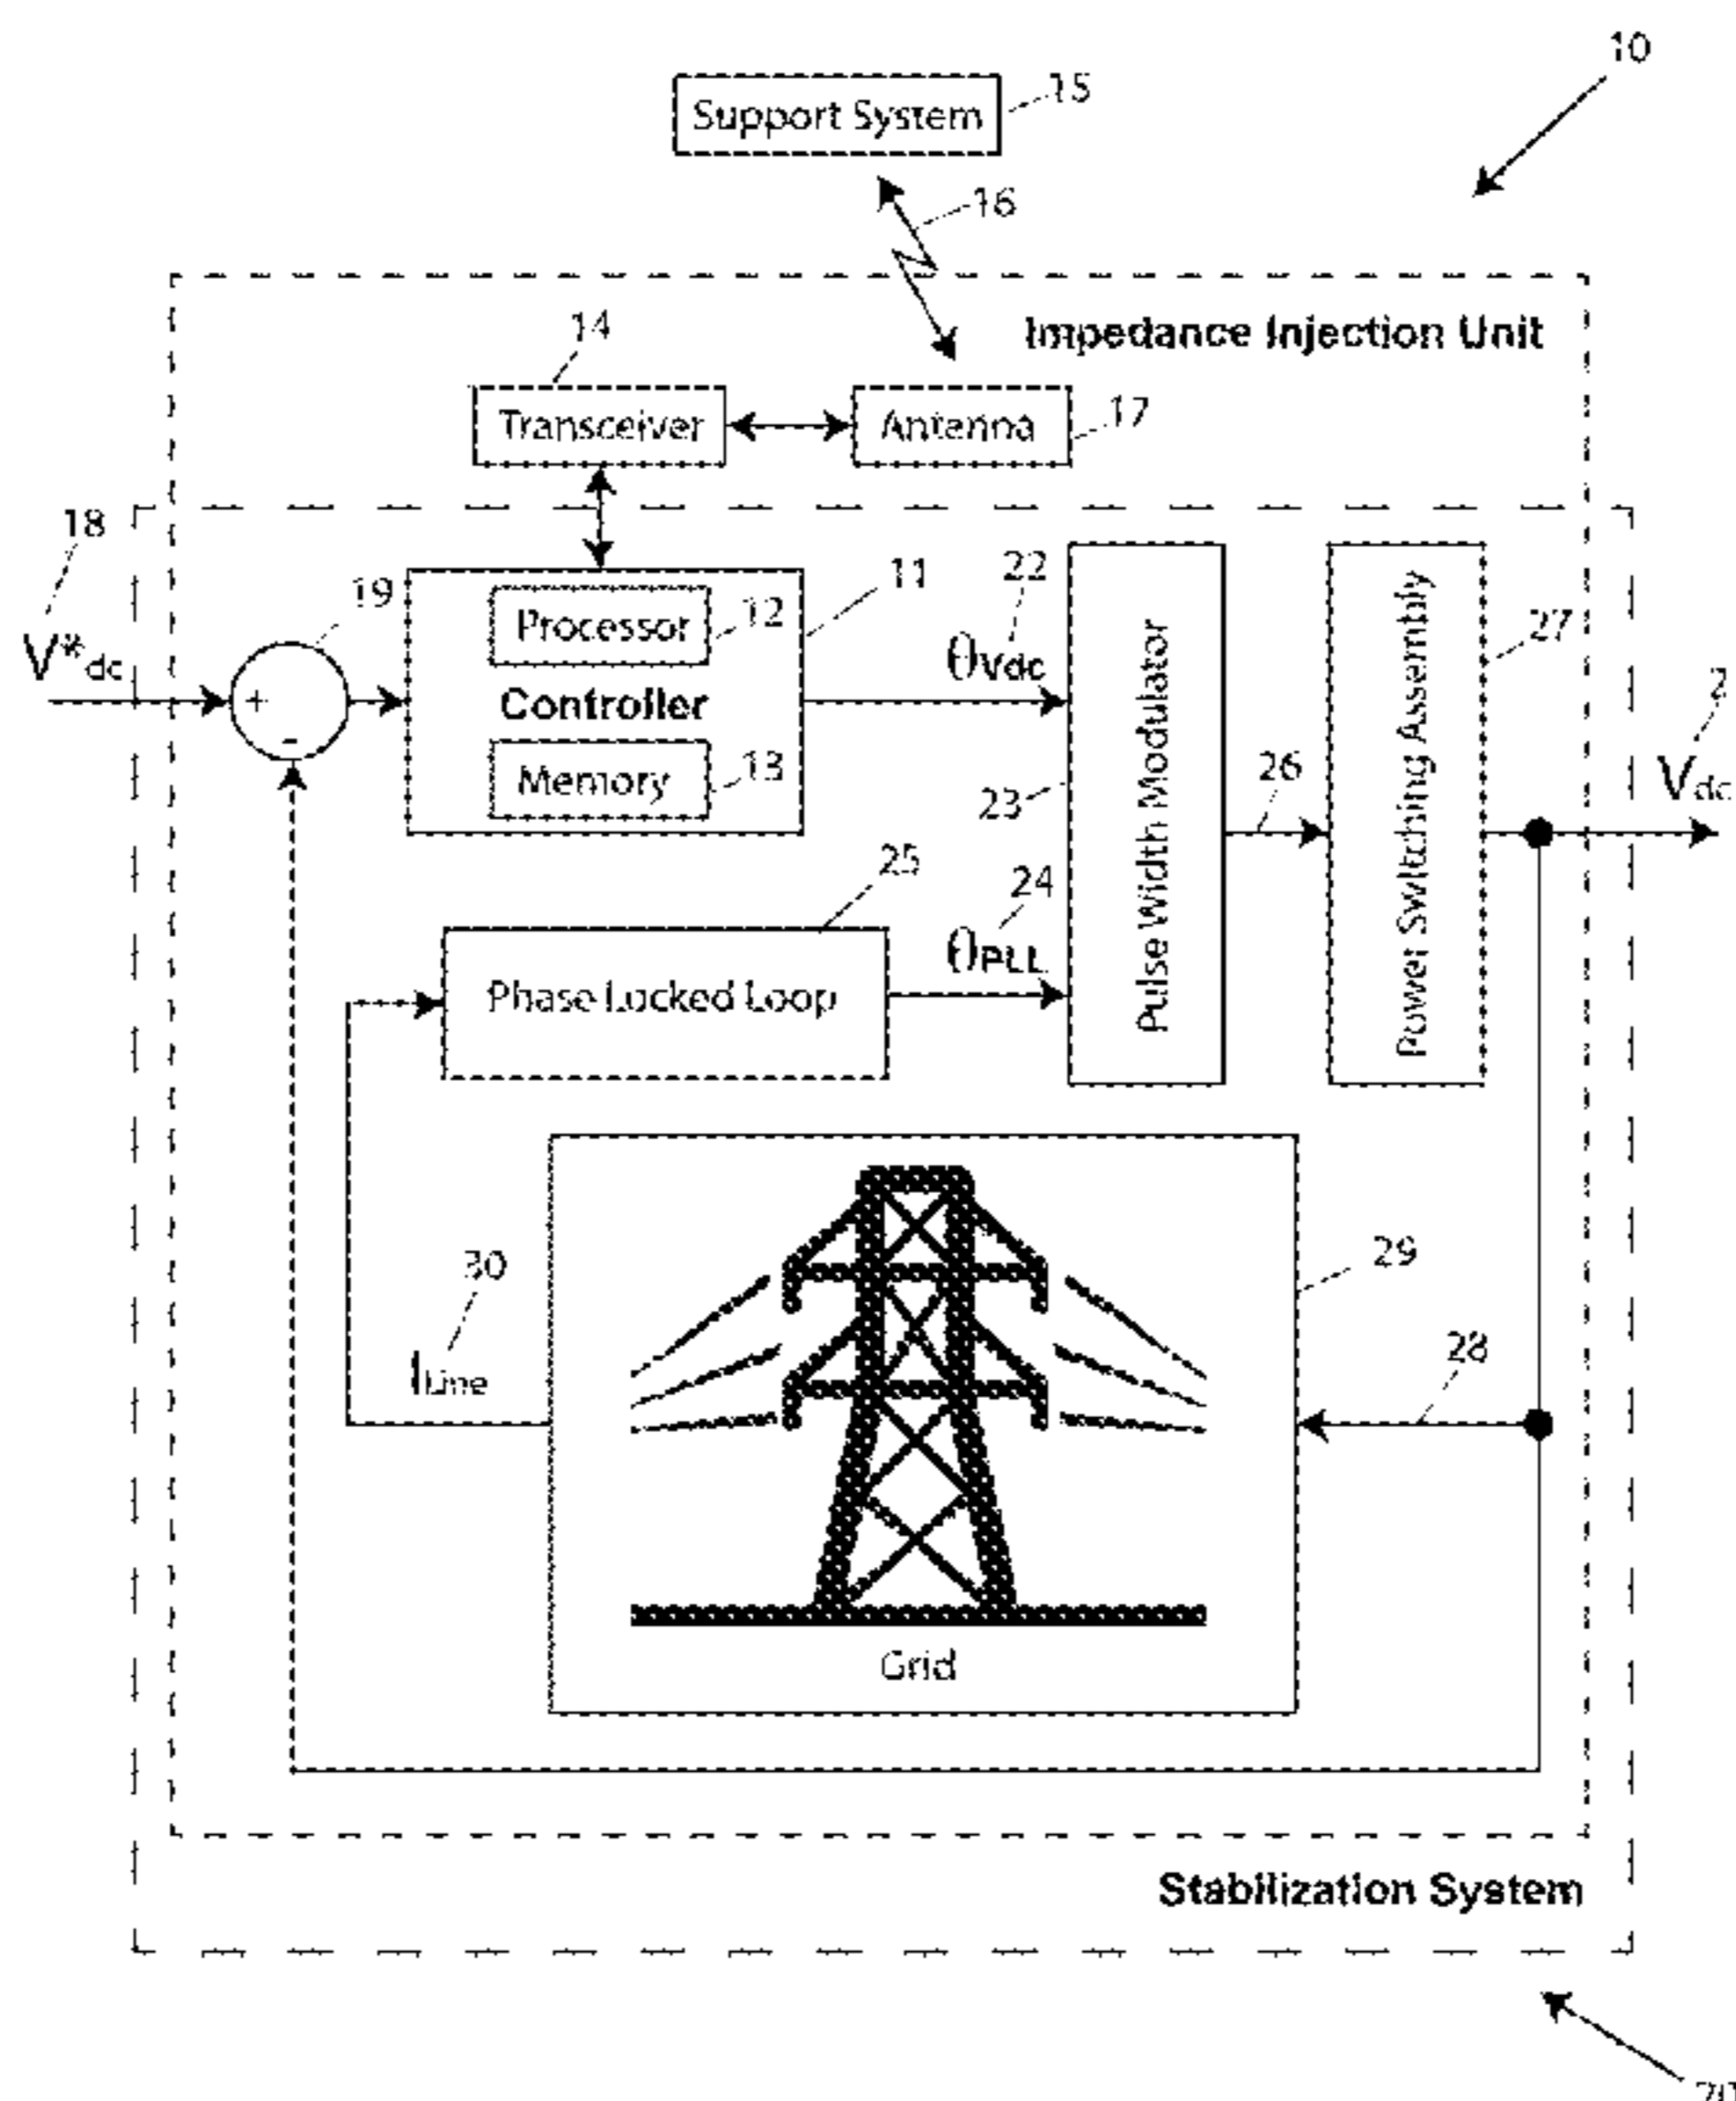 10
Support System
15
16
Impedance Injection Unit
14
Transceiver
Antenna
17
18
V*dc
19
+
-
Processor
12
11
Controller
Memory
13
22
θVdc
Pulse Width Modulator
23
26
Power Switching Assembly
27
2
Vdc
25
24
θPLL
Phase Locked Loop
29
30
ILine
28
Grid
Stabilization System
20